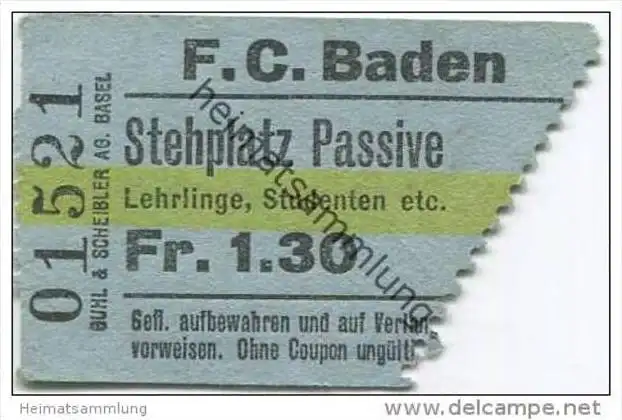 F.C. Baden
Stehplatz Passive
Lehrlinge, Studenten etc.
Fr. 1.30
Gefl. aufbewahren und auf Verlan
vorweisen. Ohne Coupon ungülti
01521
BUHL & SCHEIBLER AG. BASEL
heimatsammlung
Heimatsammlung
www.delcampe.net